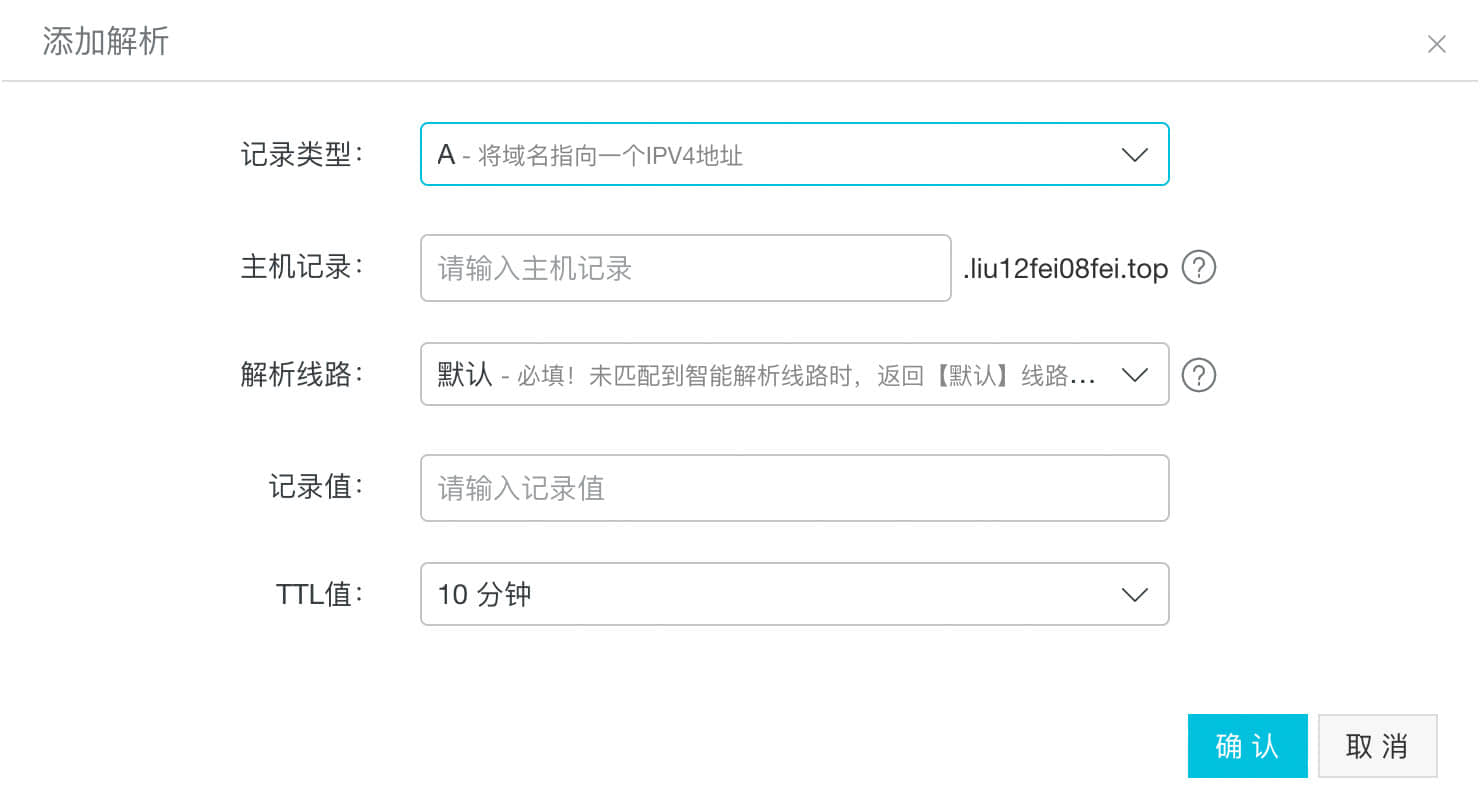 添加解析
记录类型： A - 将域名指向一个IPV4地址
主机记录： 请输入主机记录 .liu12fei08fei.top ?
解析线路： 默认 - 必填！未匹配到智能解析线路时，返回【默认】线路... ?
记录值： 请输入记录值
TTL值： 10 分钟
确 认 取 消